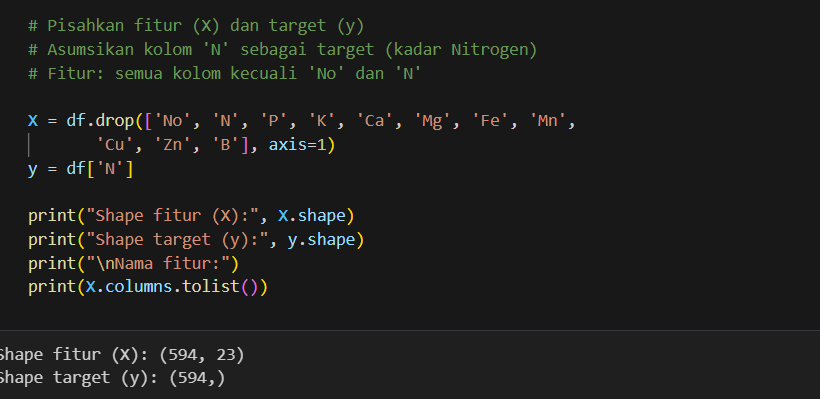 # Pisahkan fitur (X) dan target (y)
# Asumsikan kolom 'N' sebagai target (kadar Nitrogen)
# Fitur: semua kolom kecuali 'No' dan 'N'
X = df.drop(['No', 'N', 'P', 'K', 'Ca', 'Mg', 'Fe', 'Mn',
'Cu', 'Zn', 'B'], axis=1)
y = df['N']
print("Shape fitur (X):", X.shape)
print("Shape target (y):", y.shape)
print("\nNama fitur:")
print(X.columns.tolist())
Shape fitur (X): (594, 23)
Shape target (y): (594,)